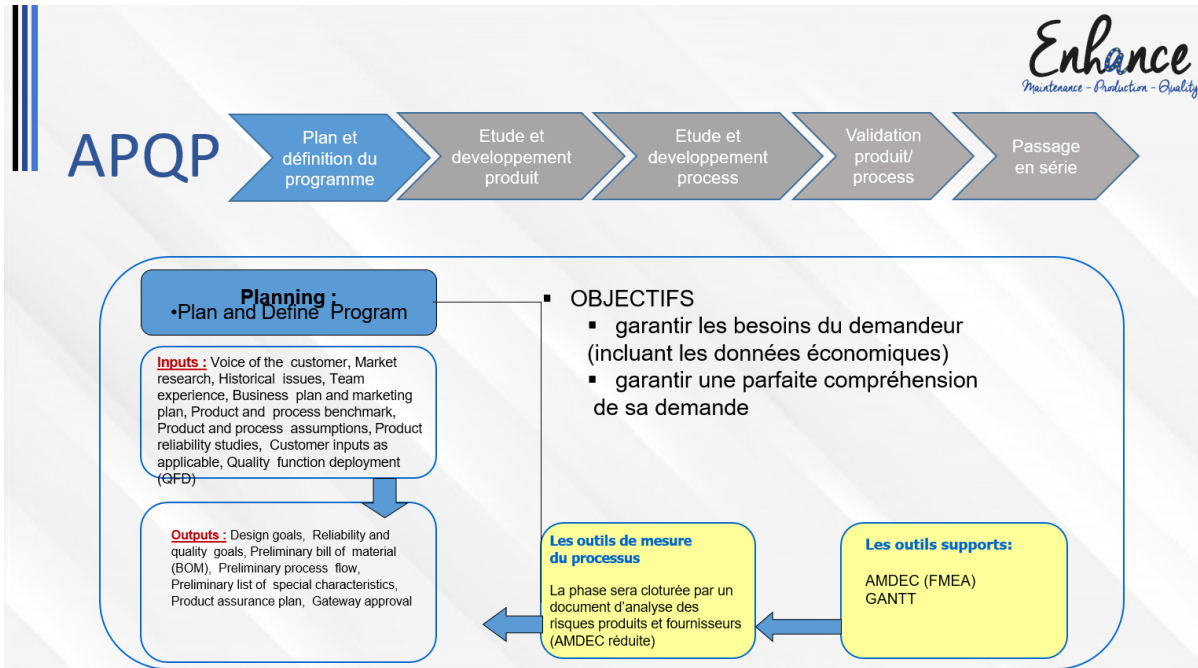 Enhance
Maintenance - Production - Quality
APQP
Plan et
définition du
programme
Etude et
developpement
produit
Etude et
developpement
process
Validation
produit/
process
Passage
en série
Planning :
•Plan and Define Program
Inputs : Voice of the customer, Market
research, Historical issues, Team
experience, Business plan and marketing
plan, Product and process benchmark,
Product and process assumptions, Product
reliability studies, Customer inputs as
applicable, Quality function deployment
(QFD)
Outputs : Design goals, Reliability and
quality goals, Preliminary bill of material
(BOM), Preliminary process flow,
Preliminary list of special characteristics,
Product assurance plan, Gateway approval
▪ OBJECTIFS
▪ garantir les besoins du demandeur
(incluant les données économiques)
▪ garantir une parfaite compréhension
de sa demande
Les outils de mesure
du processus
La phase sera cloturée par un
document d'analyse des
risques produits et fournisseurs
(AMDEC réduite)
Les outils supports:
AMDEC (FMEA)
GANTT